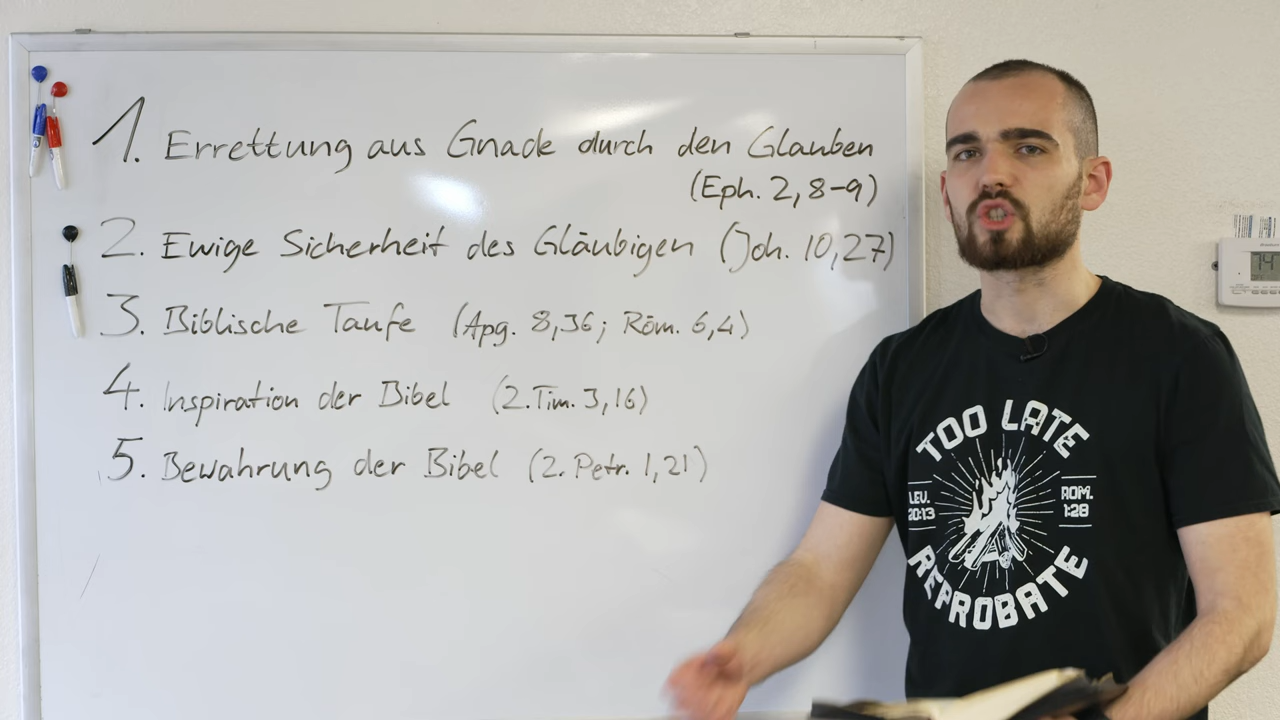 1. Errettung aus Gnade durch den Glauben
(Eph. 2, 8-9)
2. Ewige Sicherheit des Gläubigen (Joh. 10,27)
3. Biblische Taufe (Apg. 8,36; Röm. 6,4)
4. Inspiration der Bibel (2.Tim. 3,16)
5. Bewahrung der Bibel (2. Petr. 1,21)
TOO LATE
LEV. 20:13
ROM. 1:28
REPROBATE